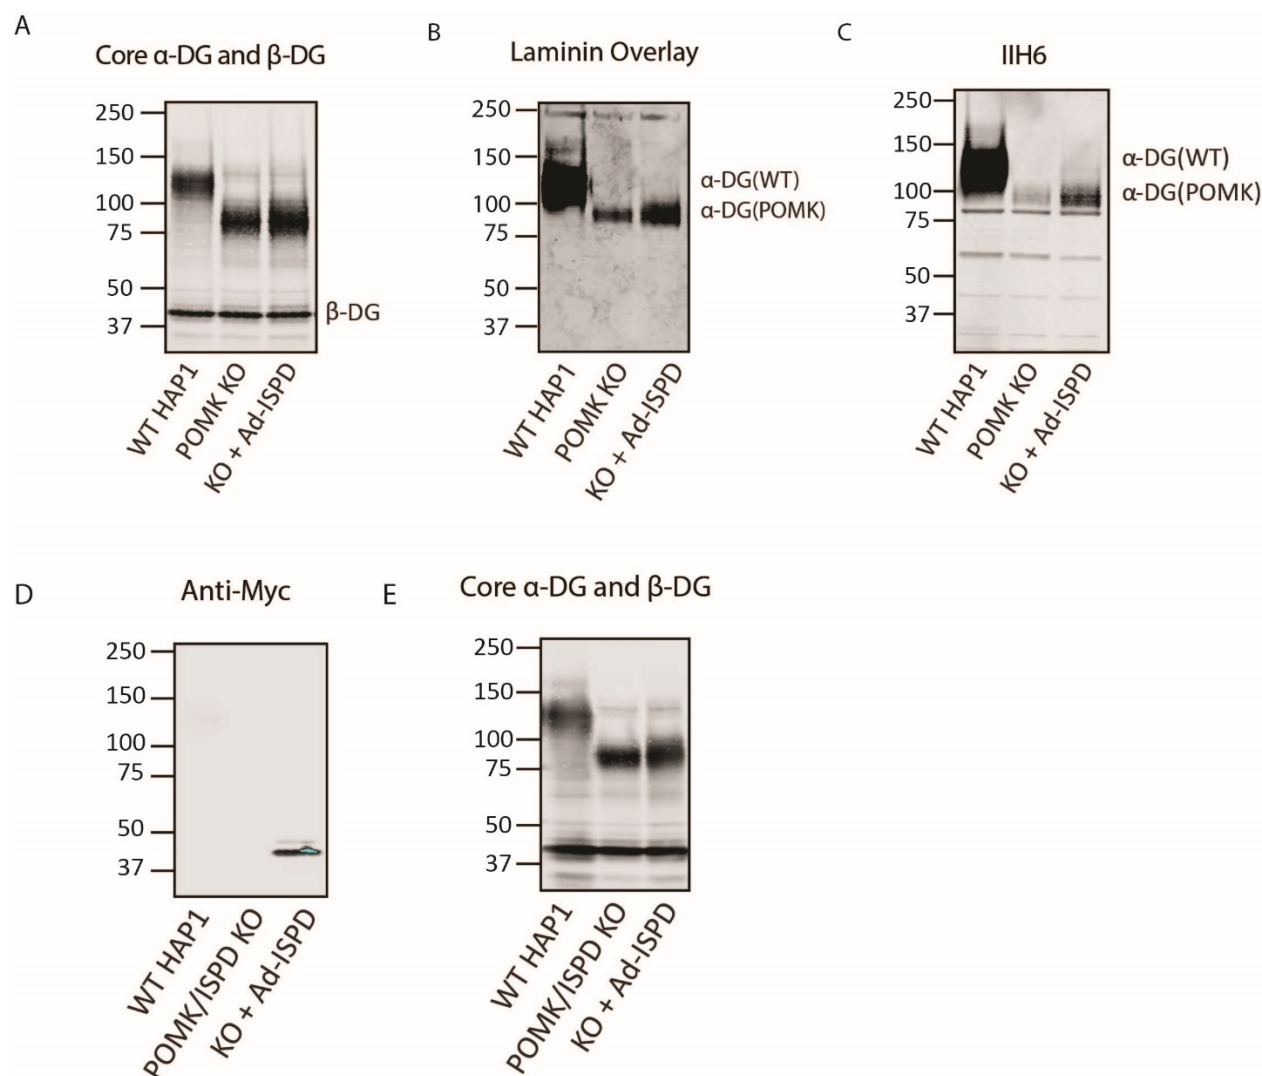 A
Core α-DG and β-DG
250
150
100
75
50
37
β-DG
WT HAP1
POMK KO
KO + Ad-ISPD
B
Laminin Overlay
250
150
100
75
50
37
α-DG(WT)
α-DG(POMK)
WT HAP1
POMK KO
KO + Ad-ISPD
C
IIH6
250
150
100
75
50
37
α-DG(WT)
α-DG(POMK)
WT HAP1
POMK KO
KO + Ad-ISPD
D
Anti-Myc
250
150
100
75
50
37
WT HAP1
POMK/ISPD KO
KO + Ad-ISPD
E
Core α-DG and β-DG
250
150
100
75
50
37
WT HAP1
POMK/ISPD KO
KO + Ad-ISPD